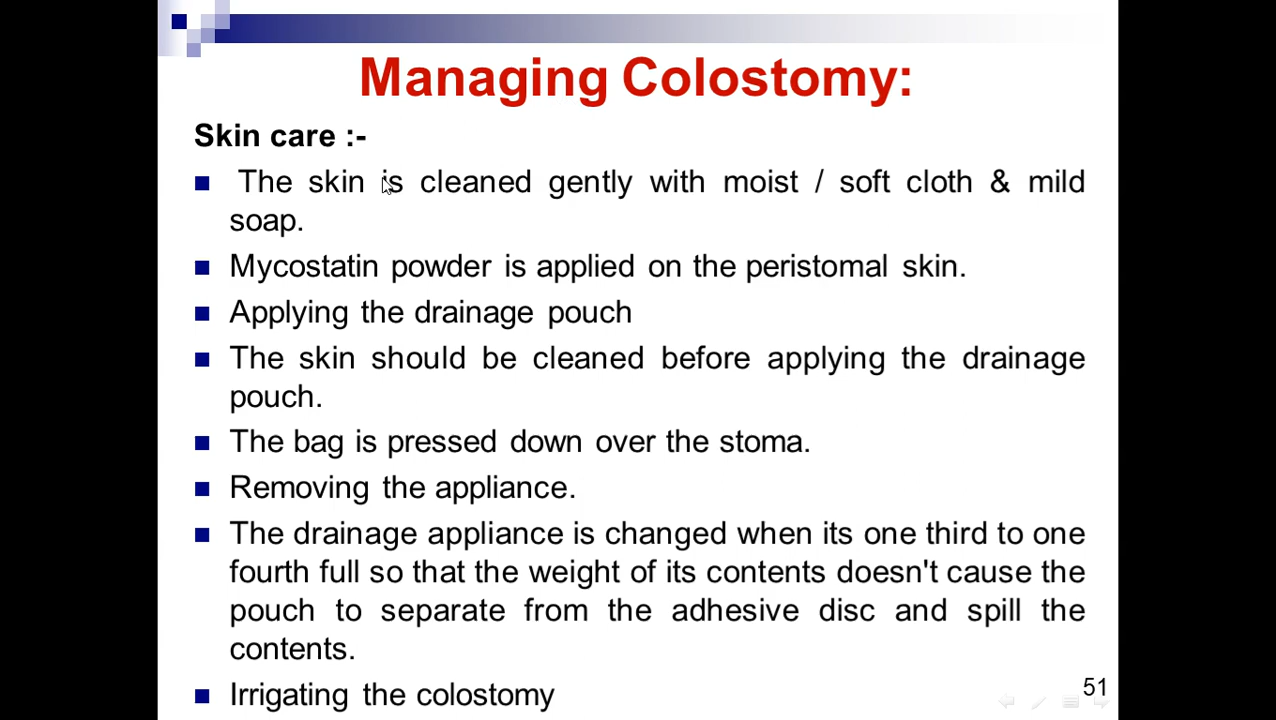 Managing Colostomy:
Skin care :-
The skin is cleaned gently with moist / soft cloth & mild
soap.
Mycostatin powder is applied on the peristomal skin.
Applying the drainage pouch
The skin should be cleaned before applying the drainage
pouch.
The bag is pressed down over the stoma.
Removing the appliance.
The drainage appliance is changed when its one third to one
fourth full so that the weight of its contents doesn't cause the
pouch to separate from the adhesive disc and spill the
contents.
Irrigating the colostomy
51